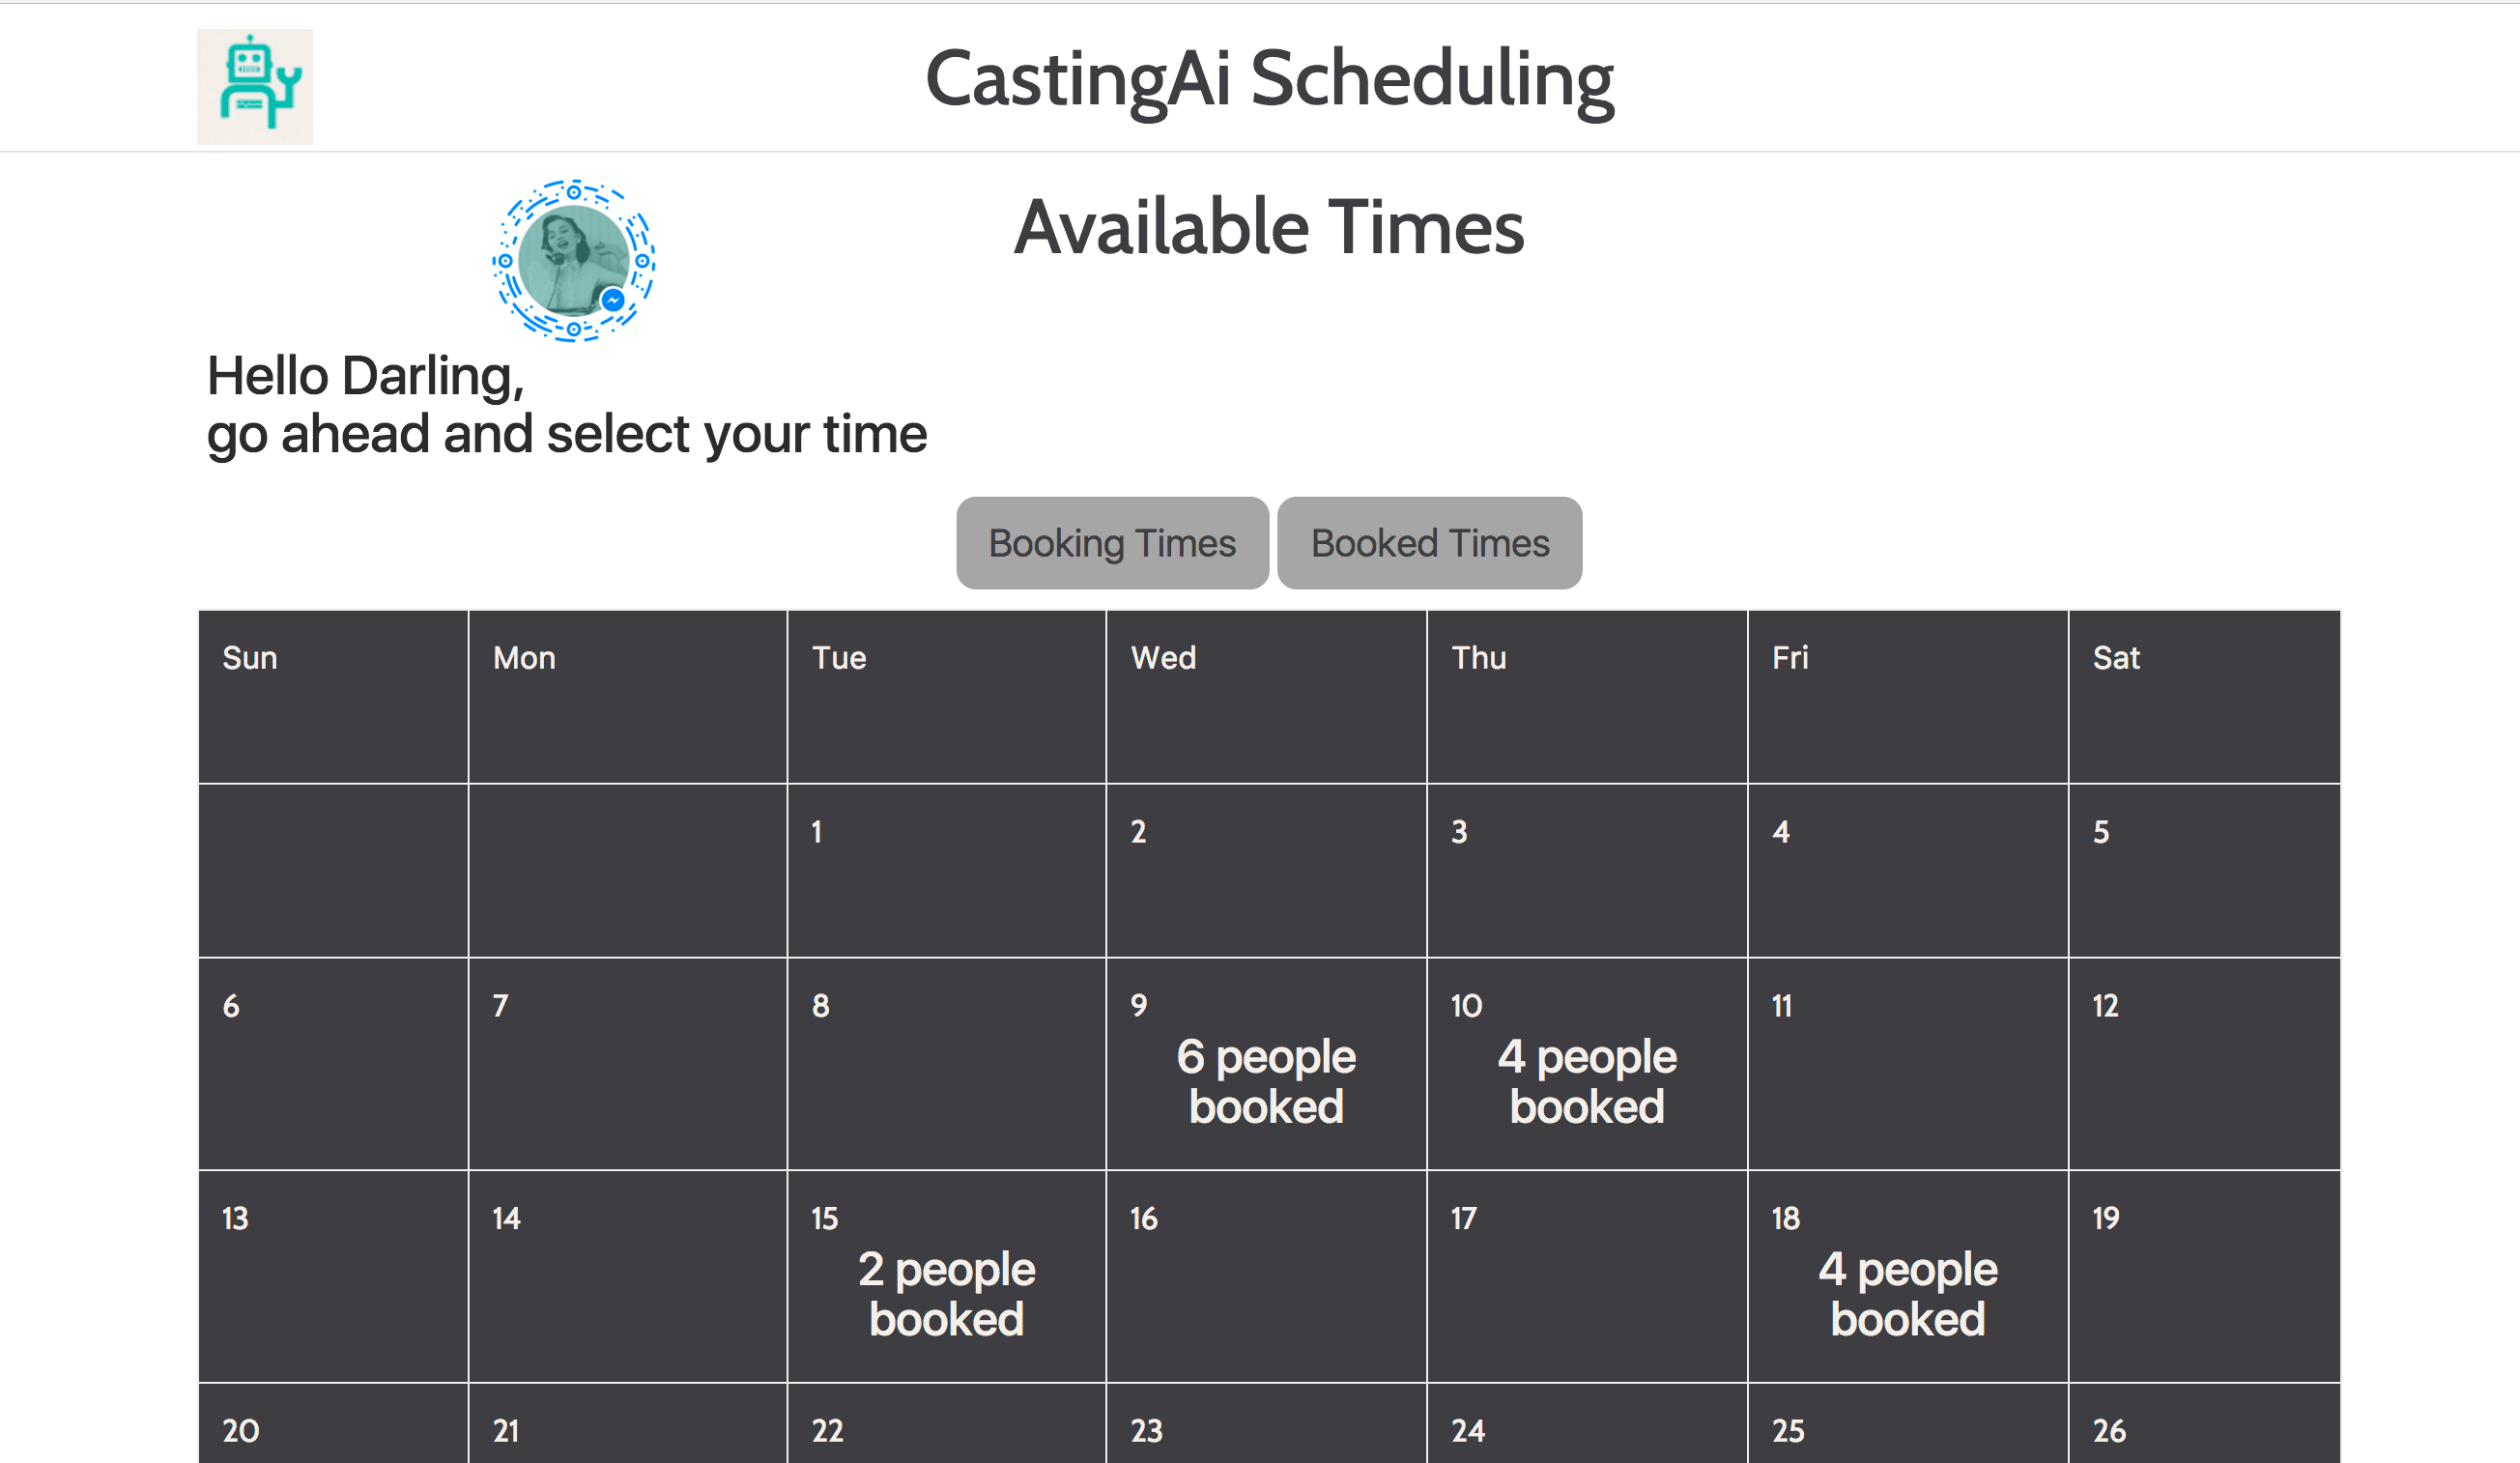 CastingAi Scheduling
Available Times
Hello Darling,
go ahead and select your time
Booking Times Booked Times
Sun Mon Tue Wed Thu Fri Sat
1 2 3 4 5
6 7 8 9 10 11 12
6 people 4 people
booked booked
13 14 15 16 17 18 19
2 people 4 people
booked booked
20 21 22 23 24 25 26